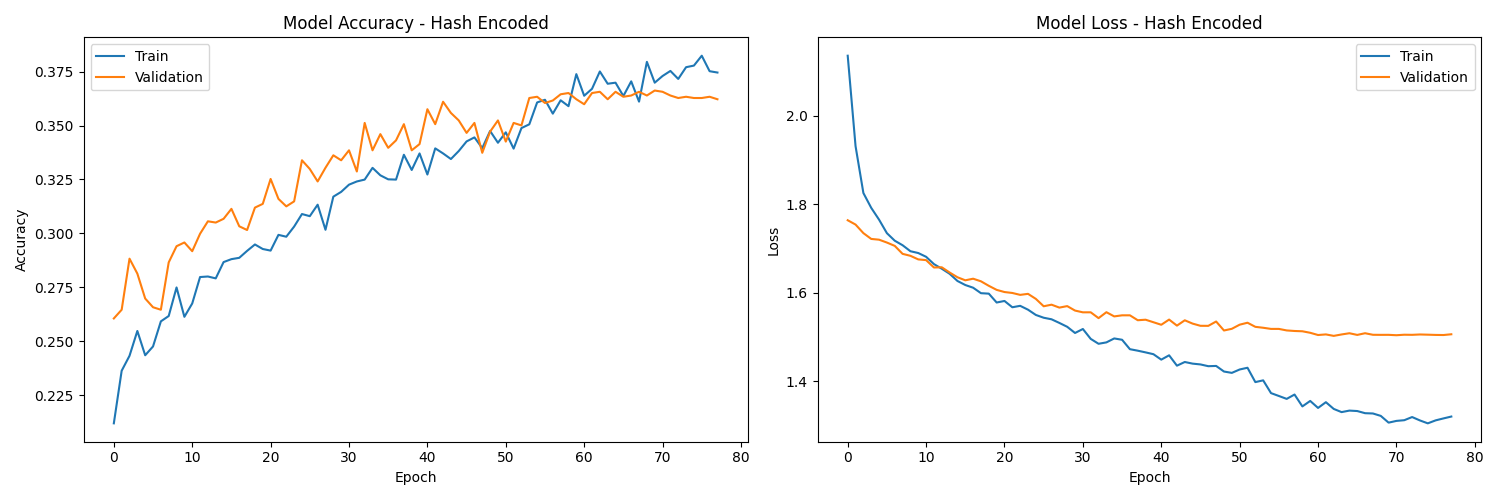 Model Accuracy - Hash Encoded
Train
Validation
0.375
0.350
0.325
0.300
0.275
0.250
0.225
Accuracy
0 10 20 30 40 50 60 70 80
Epoch
Model Loss - Hash Encoded
Train
Validation
2.0
1.8
1.6
1.4
Loss
0 10 20 30 40 50 60 70 80
Epoch